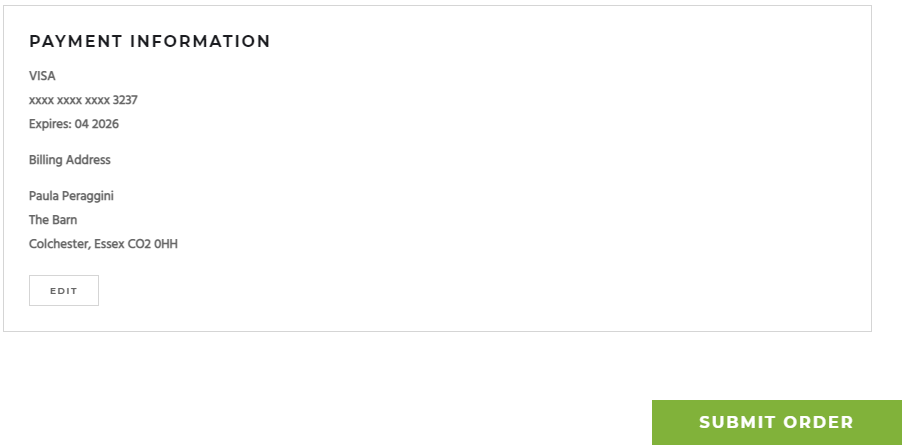 PAYMENT INFORMATION
VISA
xxxx xxxx xxxx 3237
Expires: 04 2026
Billing Address
Paula Peraggini
The Barn
Colchester, Essex CO2 0HH
EDIT
SUBMIT ORDER